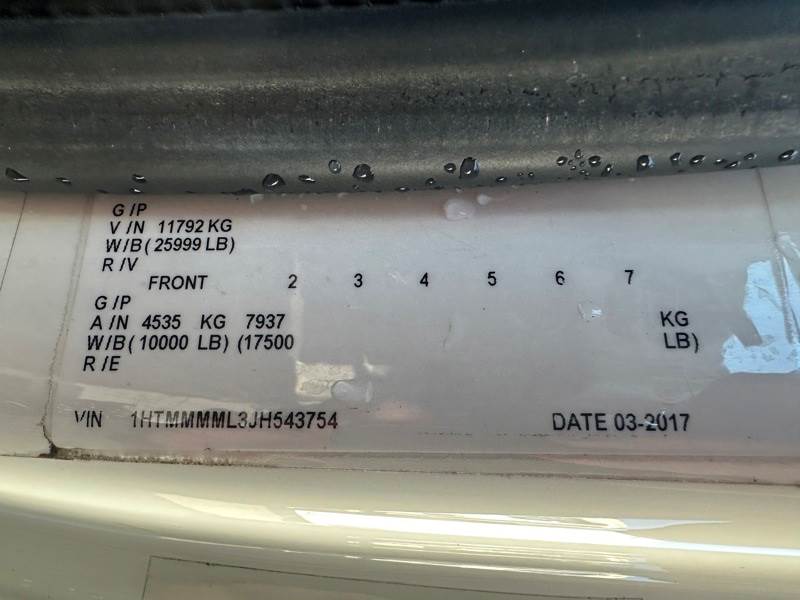 G/P
V/N 11792 KG
W/B (25999 LB)
R/V
FRONT 2 3 4 5 6 7
G/P
A/N 4535 KG 7937 KG
W/B (10000 LB) (17500 LB)
R/E
VIN 1HTMMMML3JH543754 DATE 03-2017